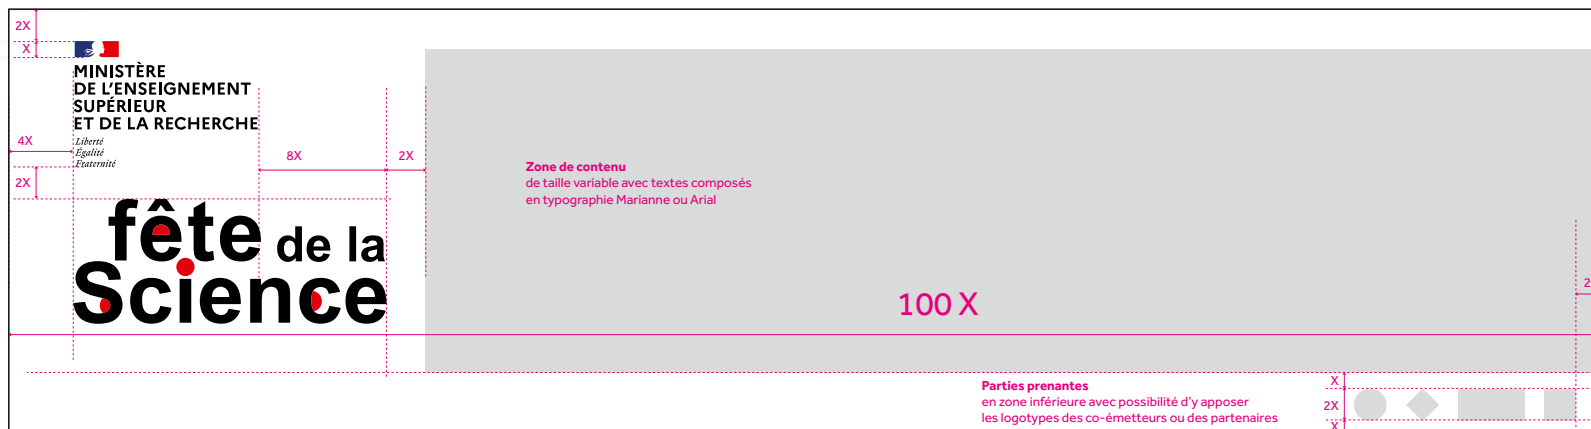 2X
X
MINISTÈRE
DE L'ENSEIGNEMENT
SUPÉRIEUR
ET DE LA RECHERCHE
Liberté
Égalité
Fraternité
4X
8X
2X
2X
Zone de contenu
de taille variable avec textes composés
en typographie Marianne ou Arial
fête de la
Science
100 X
2
Parties prenantes
en zone inférieure avec possibilité d'y apposer
les logotypes des co-émetteurs ou des partenaires
X
2X
X